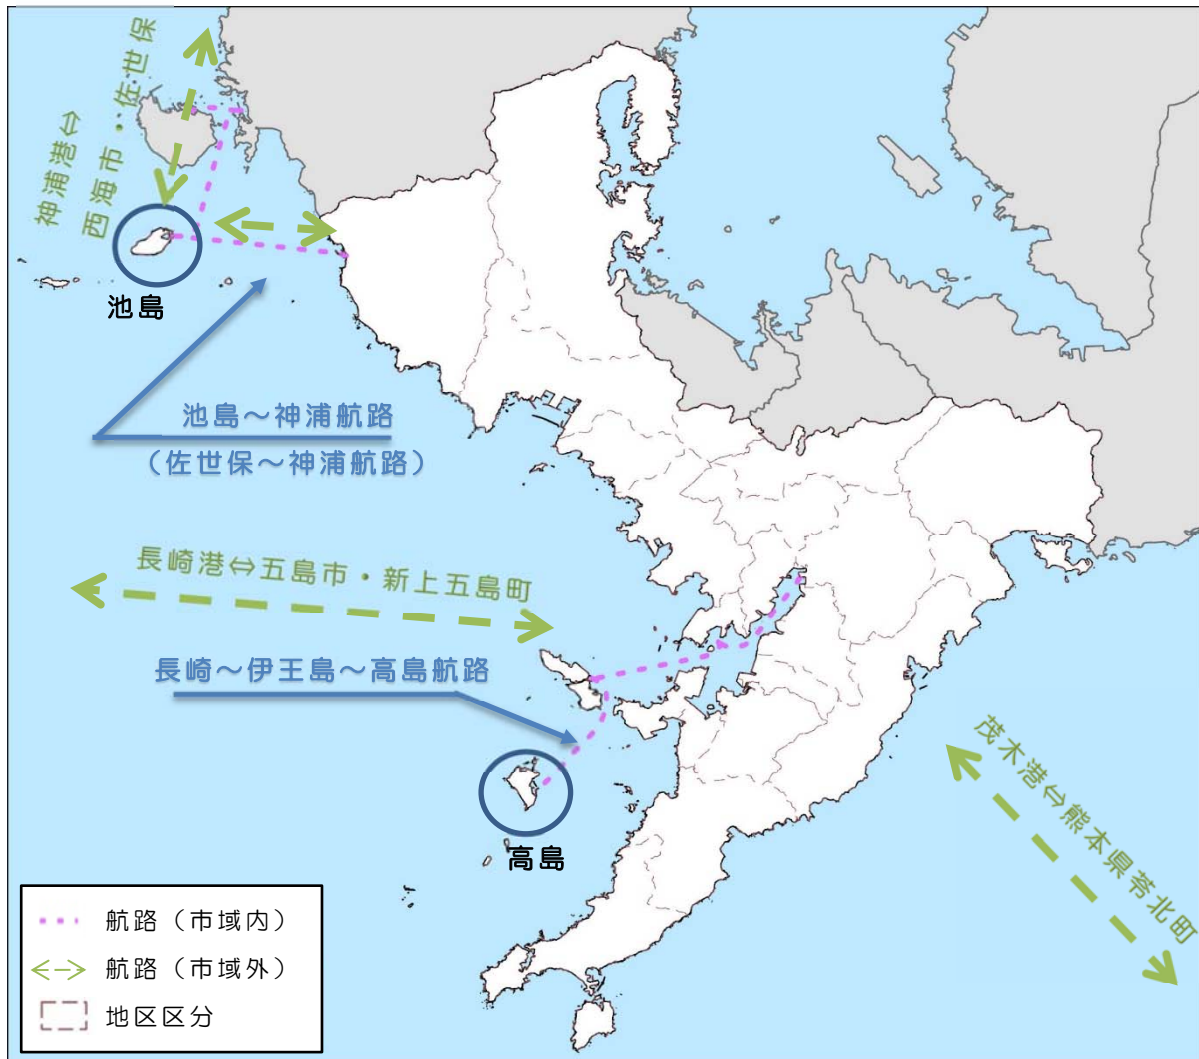 神浦港⇔
西海市・佐世保
池島
池島～神浦航路
（佐世保～神浦航路）
長崎港⇔五島市・新上五島町
長崎～伊王島～高島航路
茂木港⇔熊本県苓北町
高島
航路（市域内）
航路（市域外）
地区区分